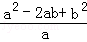 a² - 2ab + b²
a